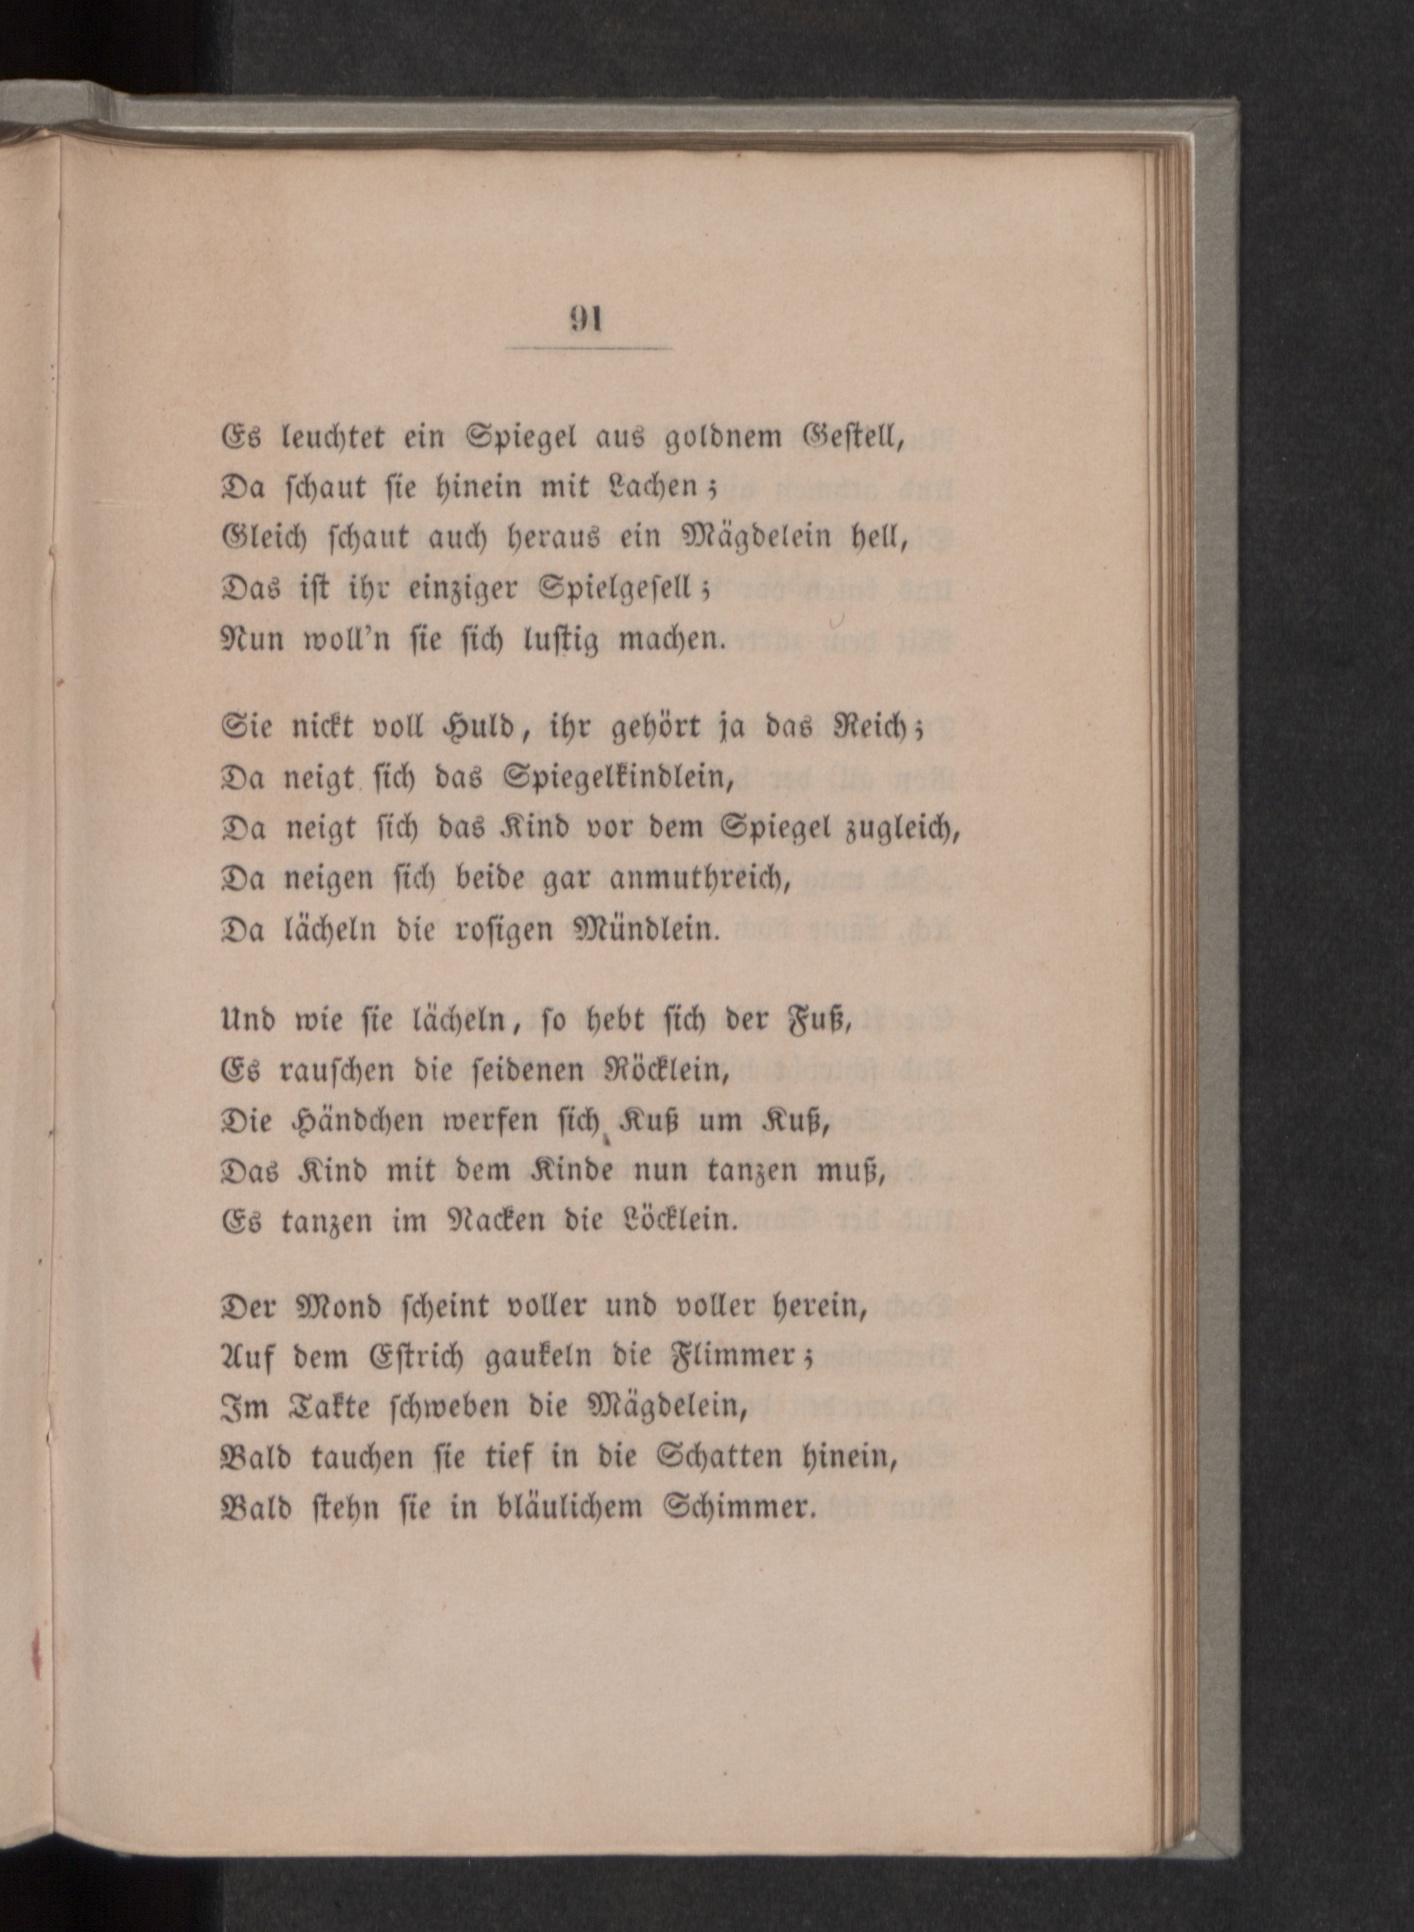 91
Es leuchtet ein Spiegel aus goldnem Geſtell,
Da ſchaut ſie hinein mit Lachen;
Gleich ſchaut auch heraus ein Mägdelein hell,
Das iſt ihr einziger Spielgeſell;
Nun woll'n ſie ſich luſtig machen.
Sie nickt voll Huld, ihr gehört ja das Reich;
Da neigt ſich das Spiegelkindlein,
Da neigt ſich das Kind vor dem Spiegel zugleich,
Da neigen ſich beide gar anmuthreich,
Da lächeln die roſigen Mündlein.
Und wie ſie lächeln, ſo hebt ſich der Fuß,
Es rauſchen die ſeidenen Röcklein,
Die Händchen werfen ſich Kuß um Kuß,
Das Kind mit dem Kinde nun tanzen muß,
Es tanzen im Nacken die Löcklein.
Der Mond ſcheint voller und voller herein,
Auf dem Eſtrich gaukeln die Flimmer;
Im Takte ſchweben die Mägdelein,
Bald tauchen ſie tief in die Schatten hinein,
Bald ſtehn ſie in bläulichem Schimmer.